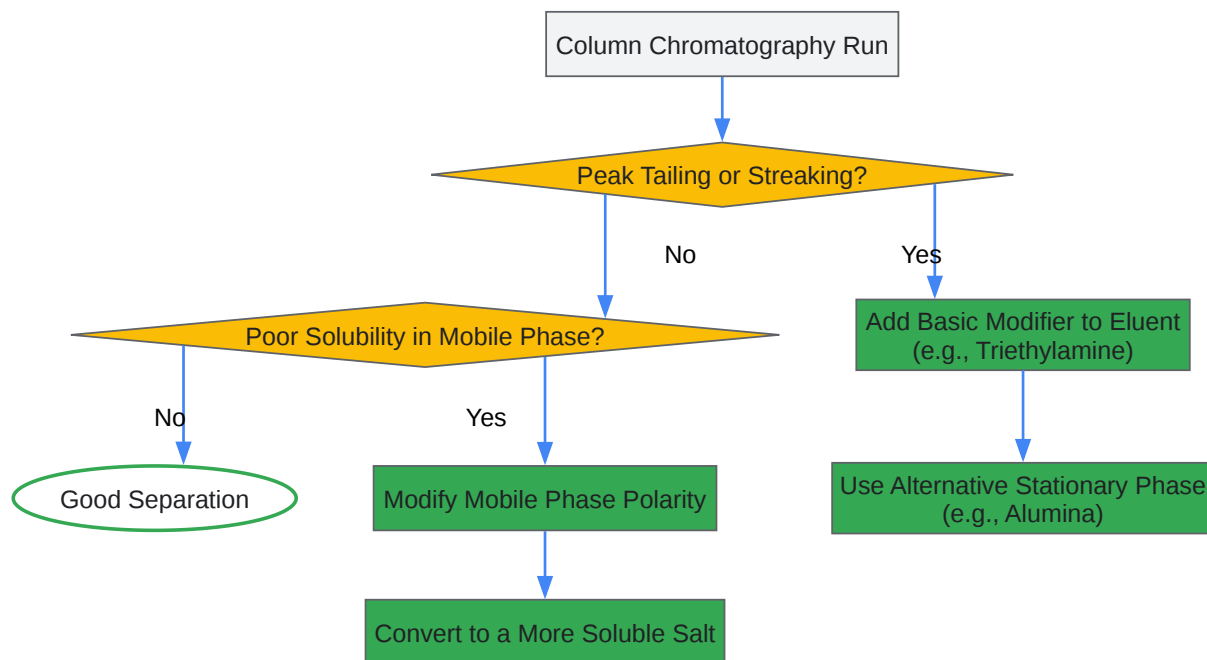 Column Chromatography Run
Peak Tailing or Streaking?
No
Yes
Poor Solubility in Mobile Phase?
Add Basic Modifier to Eluent
(e.g., Triethylamine)
No
Yes
Good Separation
Modify Mobile Phase Polarity
Use Alternative Stationary Phase
(e.g., Alumina)
Convert to a More Soluble Salt